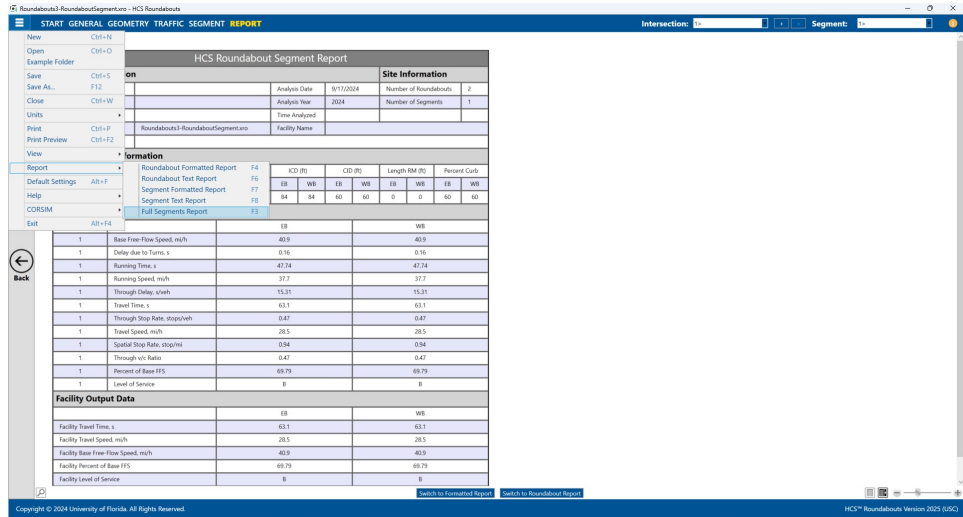 Roundabouts3-RoundaboutSegment.xro - HCS Roundabouts
START GENERAL GEOMETRY TRAFFIC SEGMENT REPORT
Intersection: 1> Segment: 1>
New Ctrl+N
Open Ctrl+O
Example Folder
Save Ctrl+S
Save As... F12
Close Ctrl+W
Units
Print Ctrl+P
Print Preview Ctrl+F2
View
Report
Default Settings Alt+F
Help
CORSIM
Exit Alt+F4
Roundabout Formatted Report F4
Roundabout Text Report F6
Segment Formatted Report F7
Segment Text Report F8
Full Segments Report F3
Back
HCS Roundabout Segment Report
on Site Information
Analysis Date 9/17/2024 Number of Roundabouts 2
Analysis Year 2024 Number of Segments 1
Time Analyzed
Roundabouts3-RoundaboutSegment.xro Facility Name
formation
ICD (ft) CID (ft) Length RM (ft) Percent Curb
EB WB EB WB EB WB EB WB
84 84 60 60 0 0 60 60
EB WB
1 Base Free-Flow Speed, mi/h 40.9 40.9
1 Delay due to Turns, s 0.16 0.16
1 Running Time, s 47.74 47.74
1 Running Speed, mi/h 37.7 37.7
1 Through Delay, s/veh 15.31 15.31
1 Travel Time, s 63.1 63.1
1 Through Stop Rate, stops/veh 0.47 0.47
1 Travel Speed, mi/h 28.5 28.5
1 Spatial Stop Rate, stop/mi 0.94 0.94
1 Through v/c Ratio 0.47 0.47
1 Percent of Base FFS 69.79 69.79
1 Level of Service B B
Facility Output Data
EB WB
Facility Travel Time, s 63.1 63.1
Facility Travel Speed, mi/h 28.5 28.5
Facility Base Free-Flow Speed, mi/h 40.9 40.9
Facility Percent of Base FFS 69.79 69.79
Facility Level of Service B B
Switch to Formatted Report Switch to Roundabout Report
Copyright © 2024 University of Florida. All Rights Reserved. HCS™ Roundabouts Version 2025 (USC)